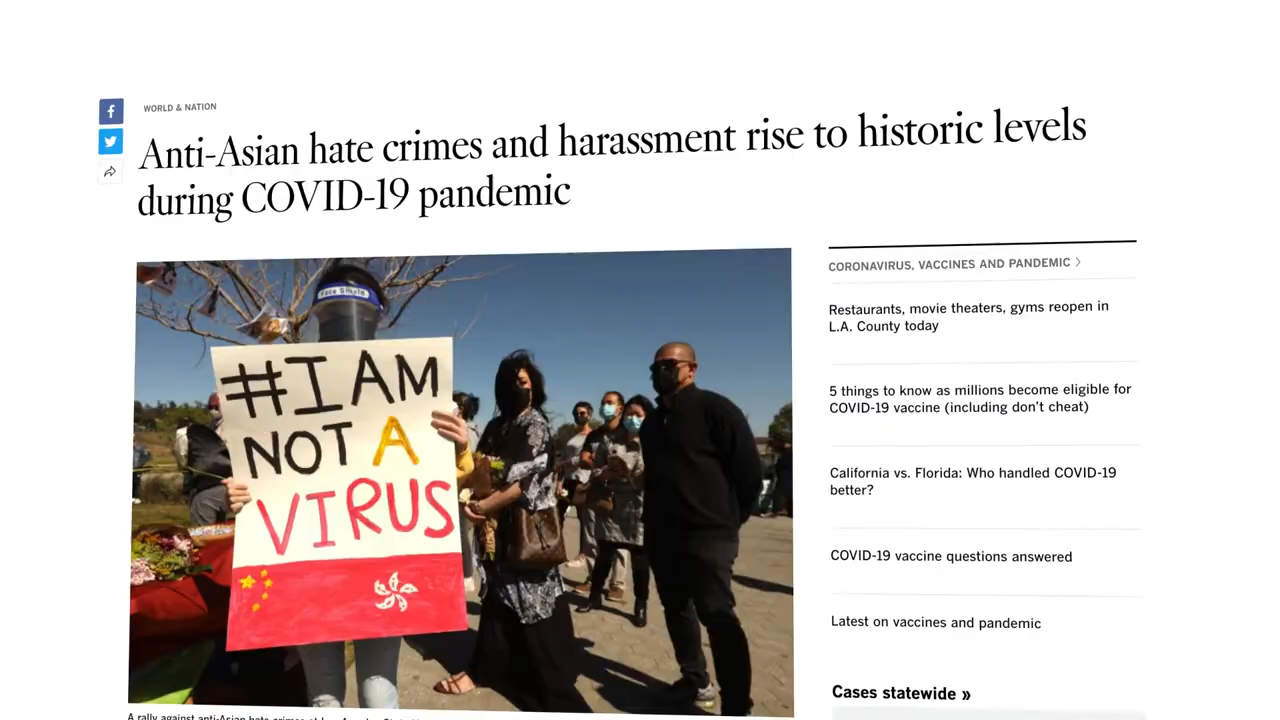 WORLD & NATION
Anti-Asian hate crimes and harassment rise to historic levels
during COVID-19 pandemic
Face Shield
#I AM
NOT A
VIRUS
A rally against anti-Asian hate crimes at
CORONAVIRUS, VACCINES AND PANDEMIC >
Restaurants, movie theaters, gyms reopen in
L.A. County today
5 things to know as millions become eligible for
COVID-19 vaccine (including don't cheat)
California vs. Florida: Who handled COVID-19
better?
COVID-19 vaccine questions answered
Latest on vaccines and pandemic
Cases statewide »